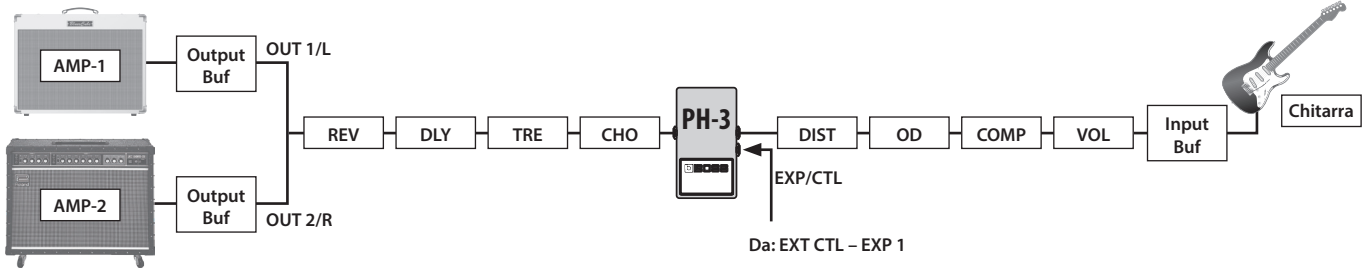 AMP-1
Output
Buf
OUT 1/L
REV
DLY
TRE
CHO
PH-3
BOSS
DIST
OD
COMP
VOL
Input
Buf
Chitarra
EXP/CTL
Da: EXT CTL – EXP 1
AMP-2
Output
Buf
OUT 2/R